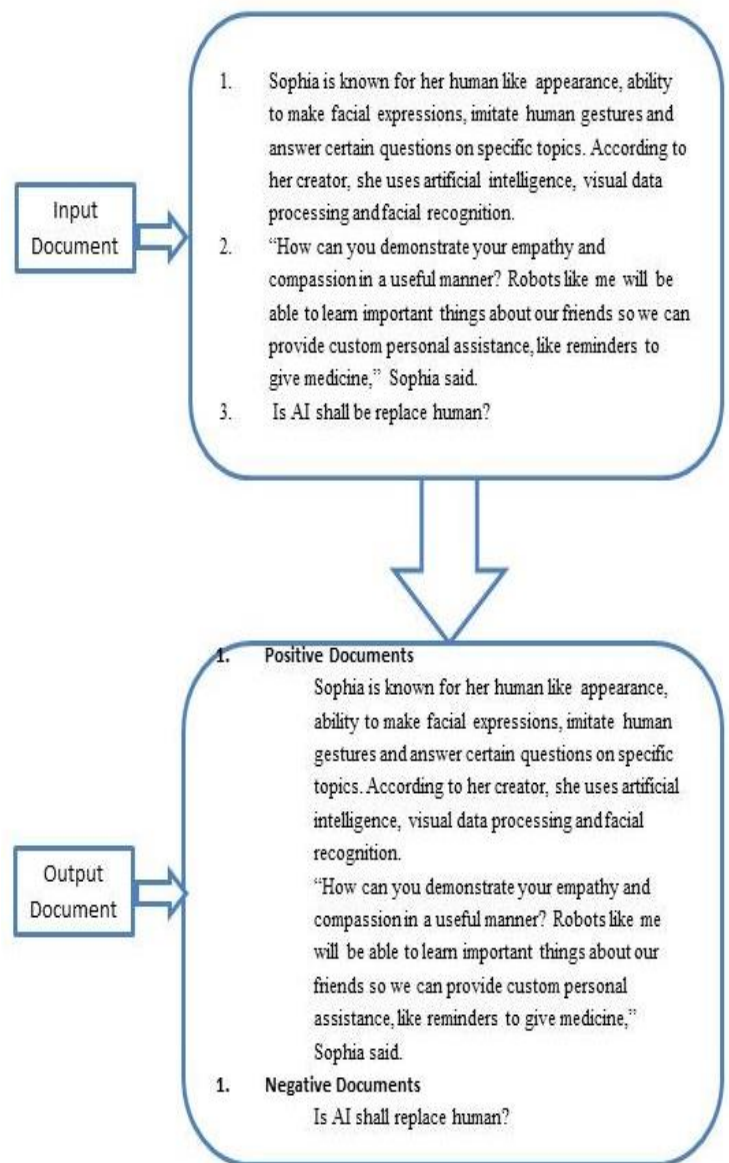 1. Sophia is known for her human like appearance, ability
to make facial expressions, imitate human gestures and
answer certain questions on specific topics. According to
her creator, she uses artificial intelligence, visual data
processing and facial recognition.
Input
Document
2. “How can you demonstrate your empathy and
compassion in a useful manner? Robots like me will be
able to learn important things about our friends so we can
provide custom personal assistance, like reminders to
give medicine,” Sophia said.
3. Is AI shall be replace human?
1. Positive Documents
Sophia is known for her human like appearance,
ability to make facial expressions, imitate human
gestures and answer certain questions on specific
topics. According to her creator, she uses artificial
intelligence, visual data processing and facial
recognition.
Output
Document
“How can you demonstrate your empathy and
compassion in a useful manner? Robots like me
will be able to learn important things about our
friends so we can provide custom personal
assistance, like reminders to give medicine,”
Sophia said.
1. Negative Documents
Is AI shall replace human?